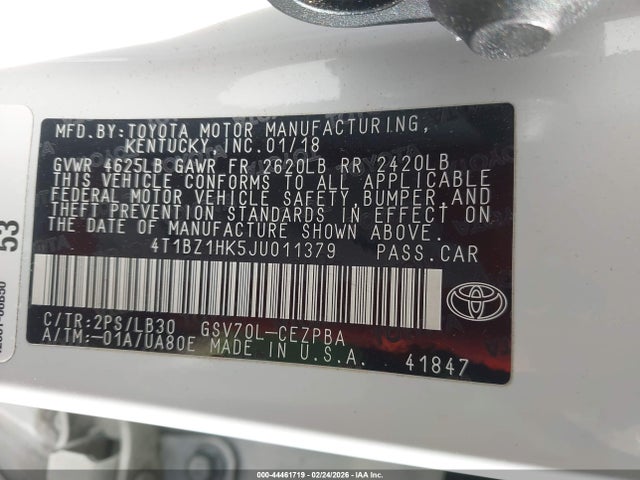 MFD.BY:TOYOTA MOTOR MANUFACTURING,
KENTUCKY,INC.01/18
GVWR 4625LB GAWR FR 2620LB RR 2420LB
THIS VEHICLE CONFORMS TO ALL APPLICABLE
FEDERAL MOTOR VEHICLE SAFETY,BUMPER,AND
THEFT PREVENTION STANDARDS IN EFFECT ON
THE DATE OF MANUFACTURE SHOWN ABOVE.
4T1BZ1HK5JU011379 PASS.CAR
C/TR:2PS/LB30 GSV70L-CEZPBA
A/TM:-01A/UA80E MADE IN U.S.A.
41847
53
000-44461719 - 02/24/2026 - IAA, Inc.